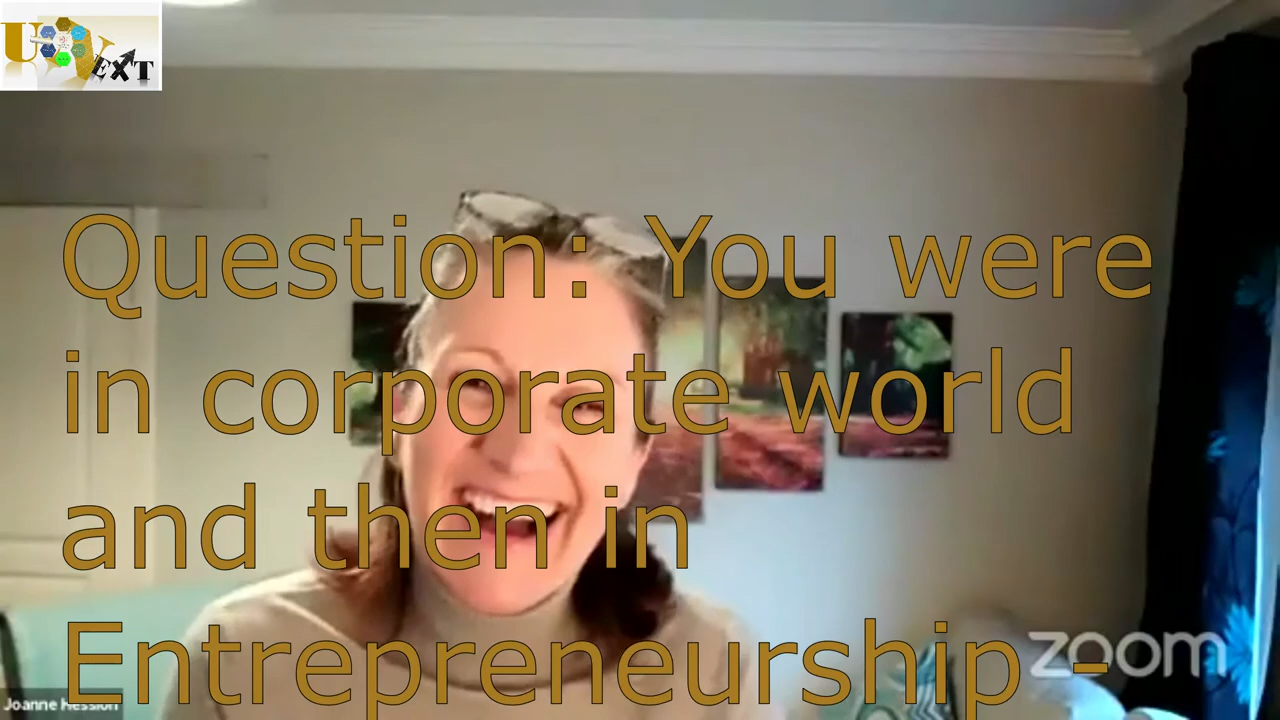 Question: You were
in corporate world
and then in
Entrepreneurship -
zoom
Joanne Hession